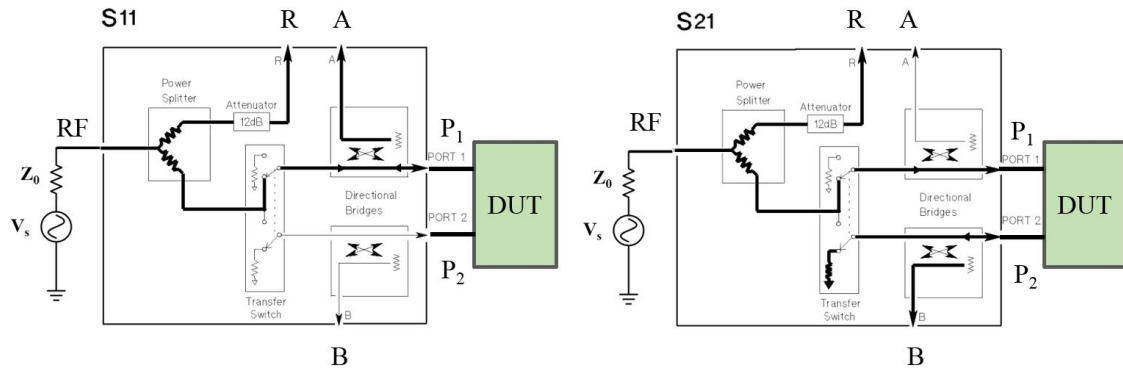 S11
R
A
R
A
Power
Splitter
Attenuator
12dB
RF
P1
PORT 1
Z0
Vs
Directional
Bridges
DUT
PORT 2
P2
Transfer
Switch
B
B
S21
R
A
R
A
Power
Splitter
Attenuator
12dB
RF
P1
PORT 1
Z0
Vs
Directional
Bridges
DUT
PORT 2
P2
Transfer
Switch
B
B